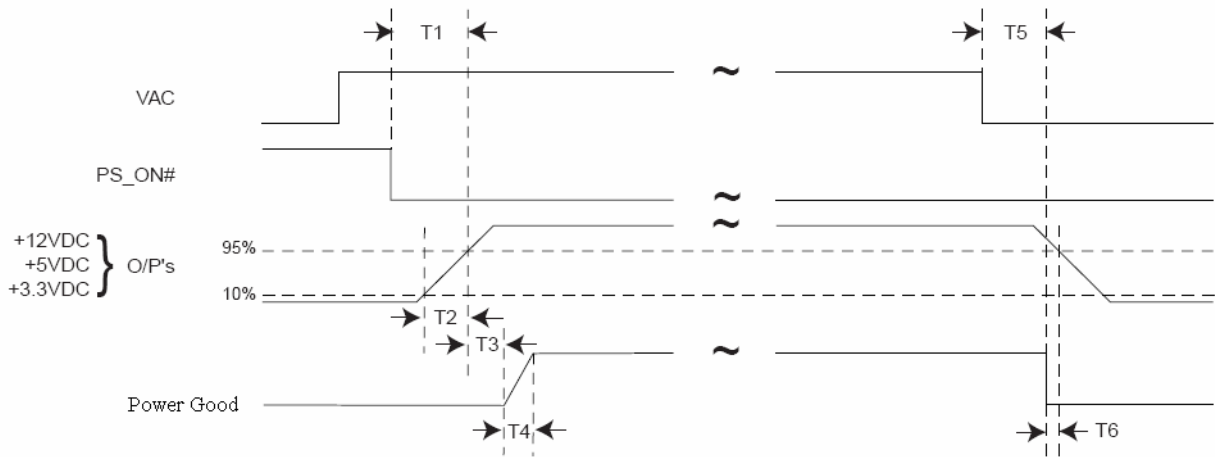 T1
T5
VAC
PS_ON#
+12VDC
+5VDC
+3.3VDC
O/P's
95%
10%
T2
T3
Power Good
T4
T6